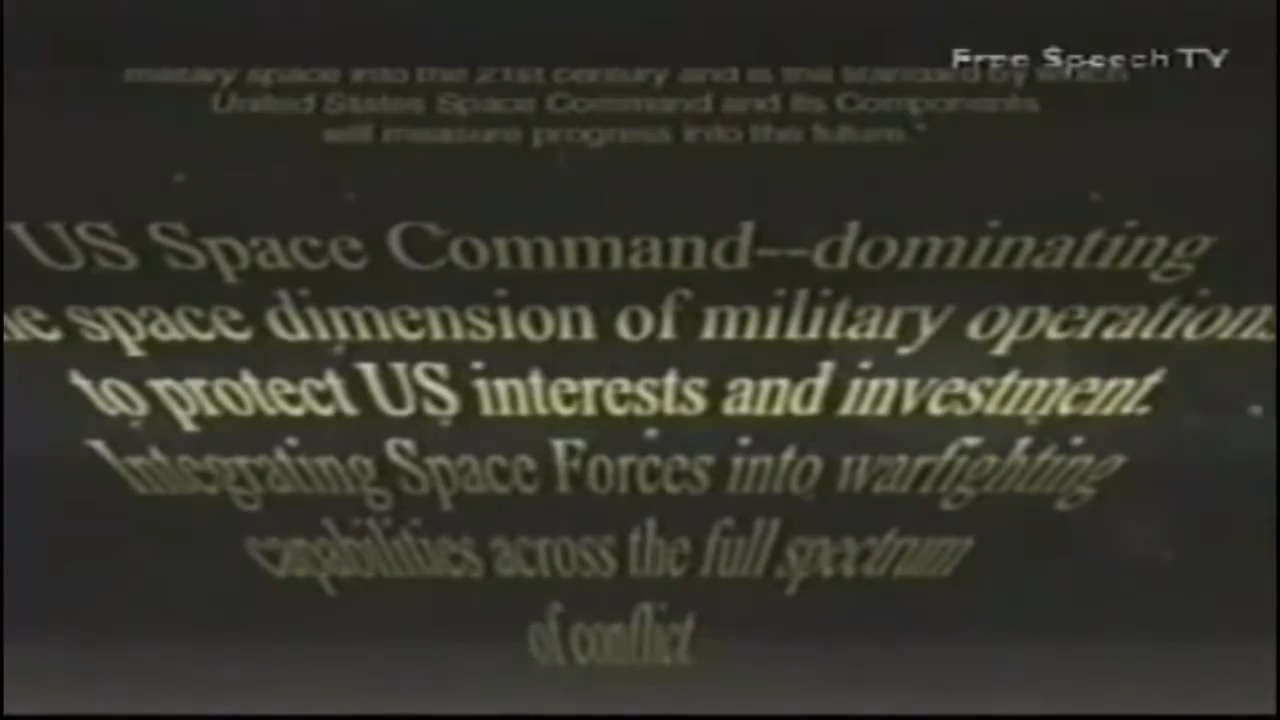 Free Speech TV
military space into the 21st century and is the standard by which
United States Space Command and its Components
will measure progress into the future."
US Space Command--dominating
he space dimension of military operations
to protect US interests and investment.
Integrating Space Forces into warfighting
capabilities across the full spectrum
of conflict